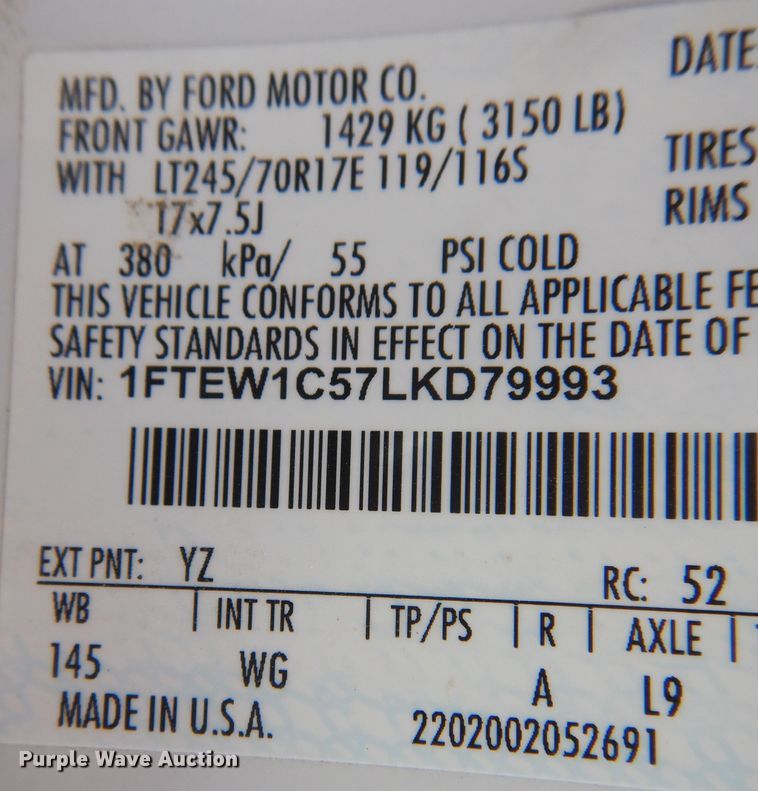 DATE:
MFD. BY FORD MOTOR CO.
FRONT GAWR: 1429 KG ( 3150 LB)
WITH LT245/70R17E 119/116S TIRES
17x7.5J RIMS
AT 380 kPa/ 55 PSI COLD
THIS VEHICLE CONFORMS TO ALL APPLICABLE FE
SAFETY STANDARDS IN EFFECT ON THE DATE OF
VIN: 1FTEW1C57LKD79993
EXT PNT: YZ RC: 52
WB | INT TR | TP/PS | R | AXLE |
145 WG A L9
MADE IN U.S.A. 2202002052691
Purple Wave Auction